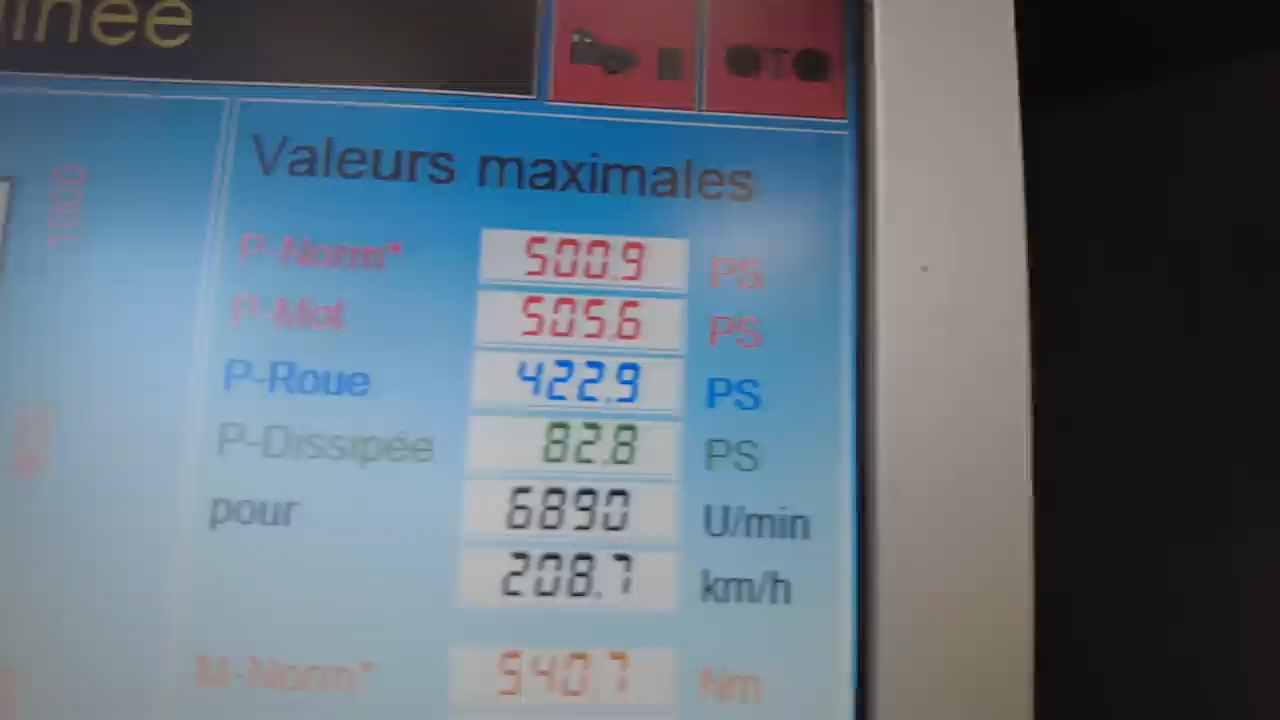 Valeurs maximales
P-Norm* 500.9 PS
P-Mot 505.6 PS
P-Roue 422.9 PS
P-Dissipée 82.8 PS
pour 6890 U/min
208.7 km/h
M-Norm* 540.7 Nm